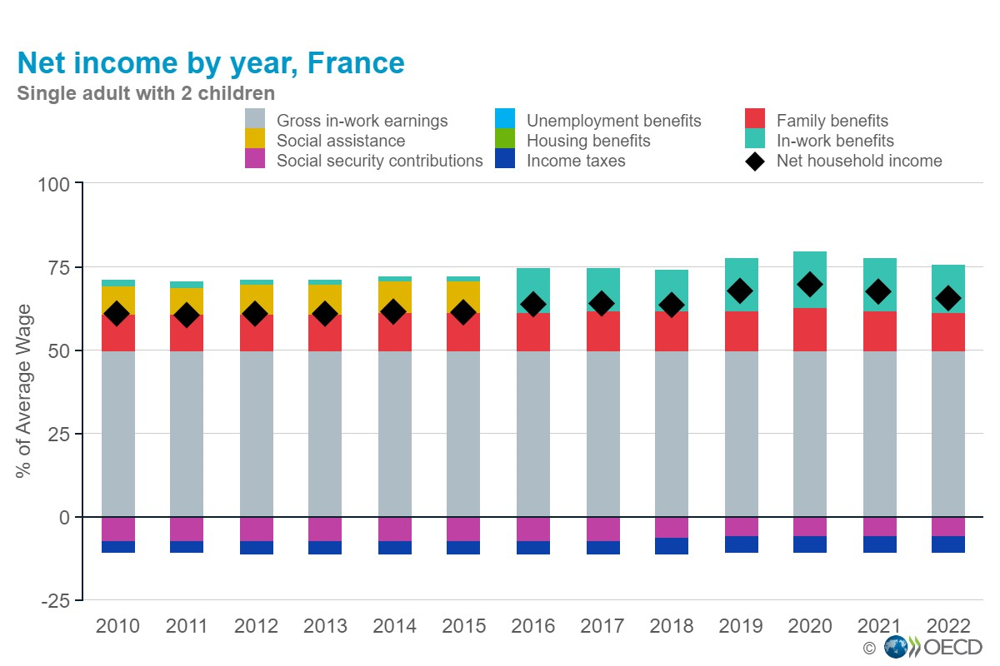 Net income by year, France
Single adult with 2 children
Gross in-work earnings
Unemployment benefits
Family benefits
Social assistance
Housing benefits
In-work benefits
Social security contributions
Income taxes
Net household income
% of Average Wage
100
75
50
25
0
-25
2010 2011 2012 2013 2014 2015 2016 2017 2018 2019 2020 2021 2022
© OECD